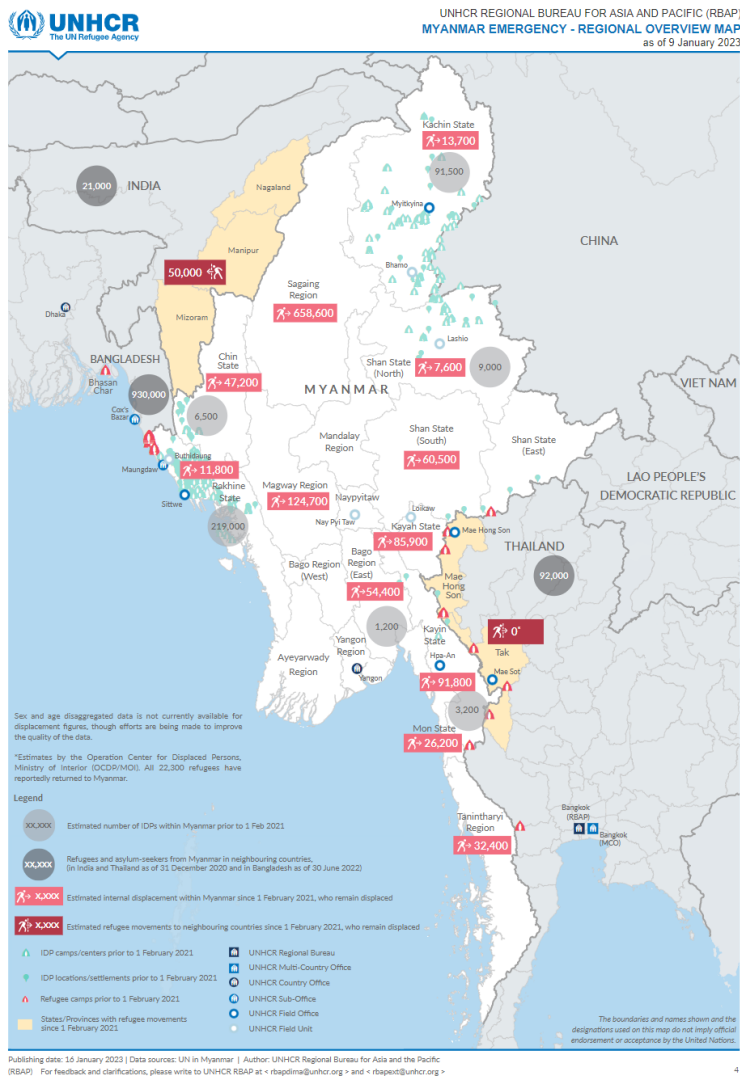 UNHCR
The UN Refugee Agency
UNHCR REGIONAL BUREAU FOR ASIA AND PACIFIC (RBAP)
MYANMAR EMERGENCY - REGIONAL OVERVIEW MAP
as of 9 January 2023
Kachin State
13,700
91,500
21,000
INDIA
Nagaland
Myitkyina
Manipur
CHINA
50,000
Bhamo
Sagaing
Region
658,600
Dhaka
Mizoram
Lashio
BANGLADESH
Chin
State
47,200
Shan State
(North)
7,600
9,000
Bhasan
Char
930,000
MYANMAR
VIET NAM
Cox's
Bazar
6,500
Mandalay
Region
Shan State
(South)
60,500
Shan State
(East)
Buthidaung
Maungdaw
11,800
LAO PEOPLE'S
DEMOCRATIC REPUBLIC
Rakhine
State
Sittwe
219,000
Magway Region
124,700
Naypyitaw
Nay Pyi Taw
Loikaw
Kayah State
85,900
Mae Hong Son
THAILAND
92,000
Bago Region
(West)
Bago
Region
(East)
54,400
Mae
Hong
Son
1,200
Kayin
State
0*
Tak
Yangon
Region
Ayeyarwady
Region
Yangon
Hpa-An
91,800
Mae Sot
3,200
Mon State
26,200
Sex and age disaggregated data is not currently available for
displacement figures, though efforts are being made to improve
the quality of the data.
*Estimates by the Operation Center for Displaced Persons,
Ministry of Interior (OCDP/MOI). All 22,300 refugees have
reportedly returned to Myanmar.
Tanintharyi
Region
32,400
Bangkok
(RBAP)
Bangkok
(MCO)
Legend
XX,XXX
Estimated number of IDPs within Myanmar prior to 1 Feb 2021
XX,XXX
Refugees and asylum-seekers from Myanmar in neighbouring countries,
(in India and Thailand as of 31 December 2020 and in Bangladesh as of 30 June 2022)
X,XXX
Estimated internal displacement within Myanmar since 1 February 2021, who remain displaced
X,XXX
Estimated refugee movements to neighbouring countries since 1 February 2021, who remain displaced
IDP camps/centers prior to 1 February 2021
IDP locations/settlements prior to 1 February 2021
Refugee camps prior to 1 February 2021
States/Provinces with refugee movements
since 1 February 2021
UNHCR Regional Bureau
UNHCR Multi-Country Office
UNHCR Country Office
UNHCR Sub-Office
UNHCR Field Office
UNHCR Field Unit
The boundaries and names shown and the
designations used on this map do not imply official
endorsement or acceptance by the United Nations.
Publishing date: 16 January 2023 | Data sources: UN in Myanmar | Author: UNHCR Regional Bureau for Asia and the Pacific
(RBAP) For feedback and clarifications, please write to UNHCR RBAP at < rbapdima@unhcr.org > and < rbapext@unhcr.org >
4